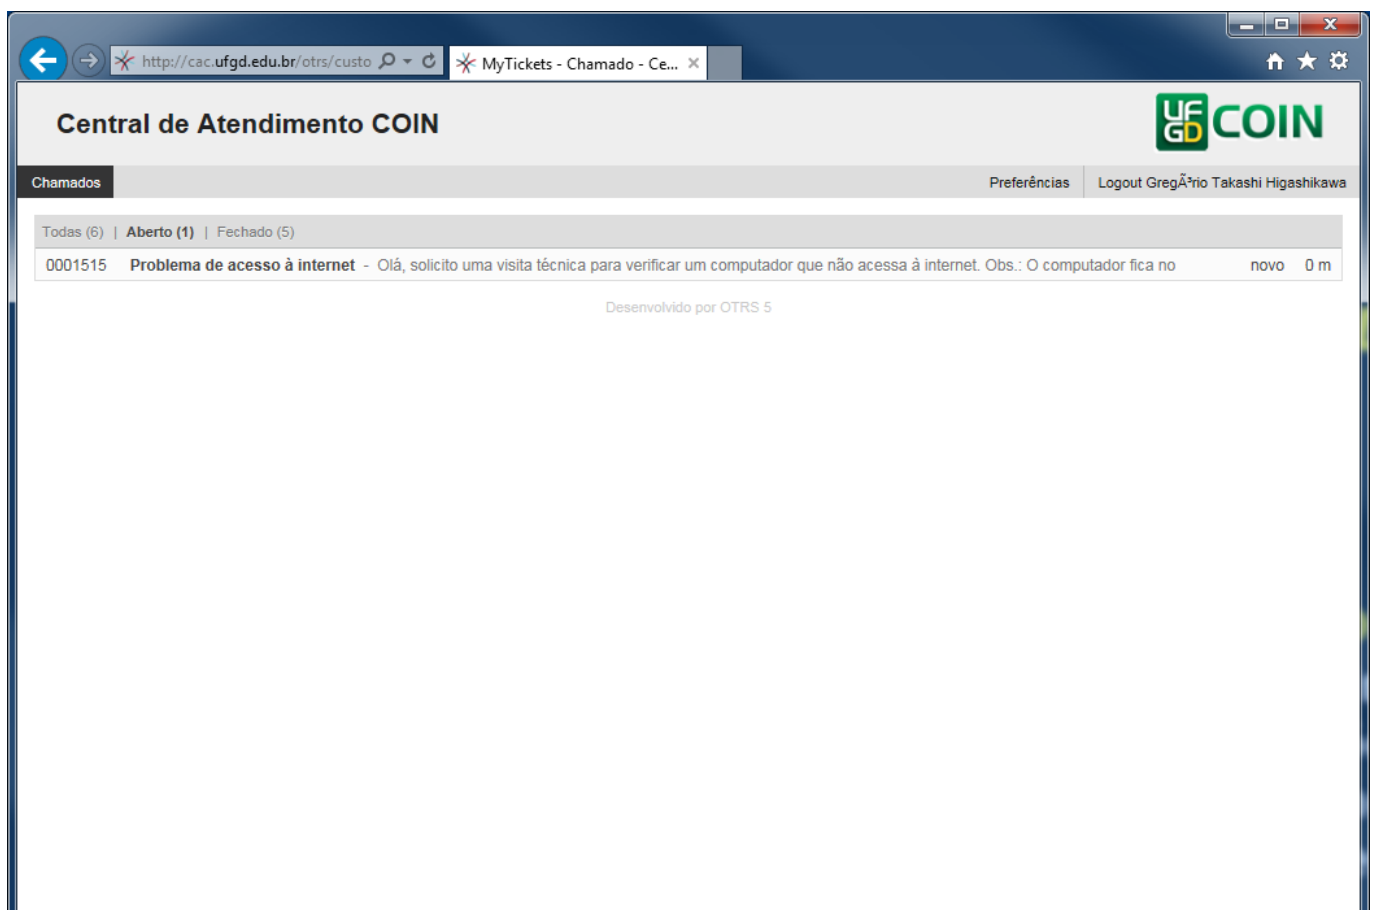 http://cac.ufgd.edu.br/otrs/custo
MyTickets - Chamado - Ce...
Central de Atendimento COIN
UFGD COIN
Chamados
Preferências
Logout GregÃ³rio Takashi Higashikawa
Todas (6) | Aberto (1) | Fechado (5)
0001515 Problema de acesso à internet - Olá, solicito uma visita técnica para verificar um computador que não acessa à internet. Obs.: O computador fica no novo 0 m
Desenvolvido por OTRS 5